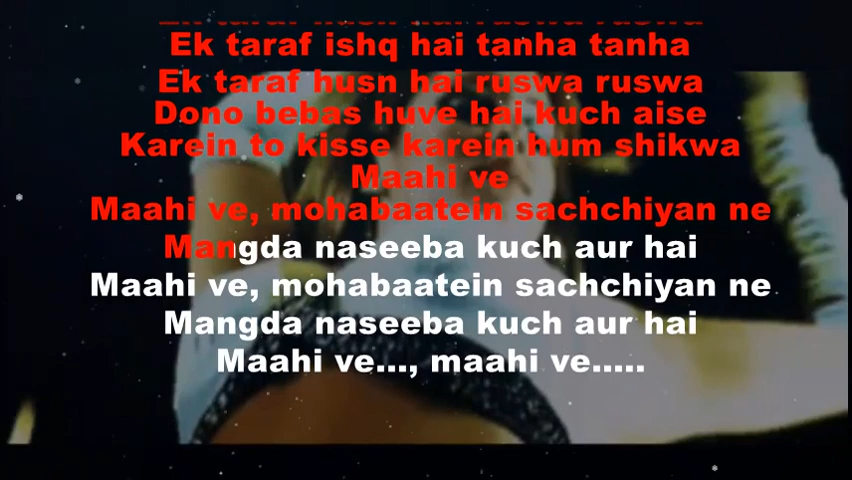 Ek taraf ishq hai tanha tanha
Ek taraf husn hai ruswa ruswa
Dono bebas huve hai kuch aise
Karein to kisse karein hum shikwa
Maahi ve
Maahi ve, mohabaatein sachchiyan ne
Mangda naseeba kuch aur hai
Maahi ve, mohabaatein sachchiyan ne
Mangda naseeba kuch aur hai
Maahi ve..., maahi ve.....